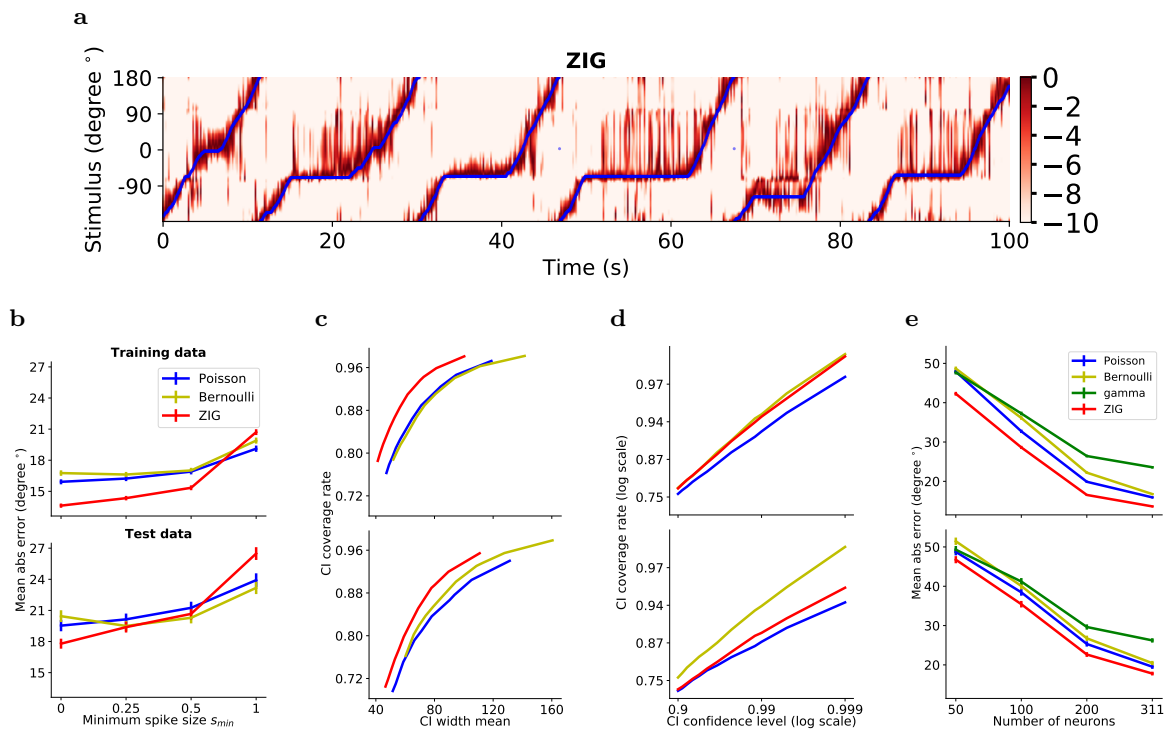 a
ZIG
Stimulus (degree °)
180
90
0
-90
0
20
40
60
80
100
Time (s)
0
−2
−4
−6
−8
−10
b
Training data
27
24
21
18
15
Poisson
Bernoulli
ZIG
Test data
27
24
21
18
15
Mean abs error (degree °)
0
0.25
0.5
1
Minimum spike size s_min
c
0.96
0.88
0.80
0.72
0.96
0.88
0.80
0.72
CI coverage rate
40
80
120
160
CI width mean
d
0.97
0.94
0.87
0.75
0.97
0.94
0.87
0.75
CI coverage rate (log scale)
0.9
0.99
0.999
CI confidence level (log scale)
e
50
40
30
20
Poisson
Bernoulli
gamma
ZIG
50
40
30
20
Mean abs error (degree °)
50
100
200
311
Number of neurons